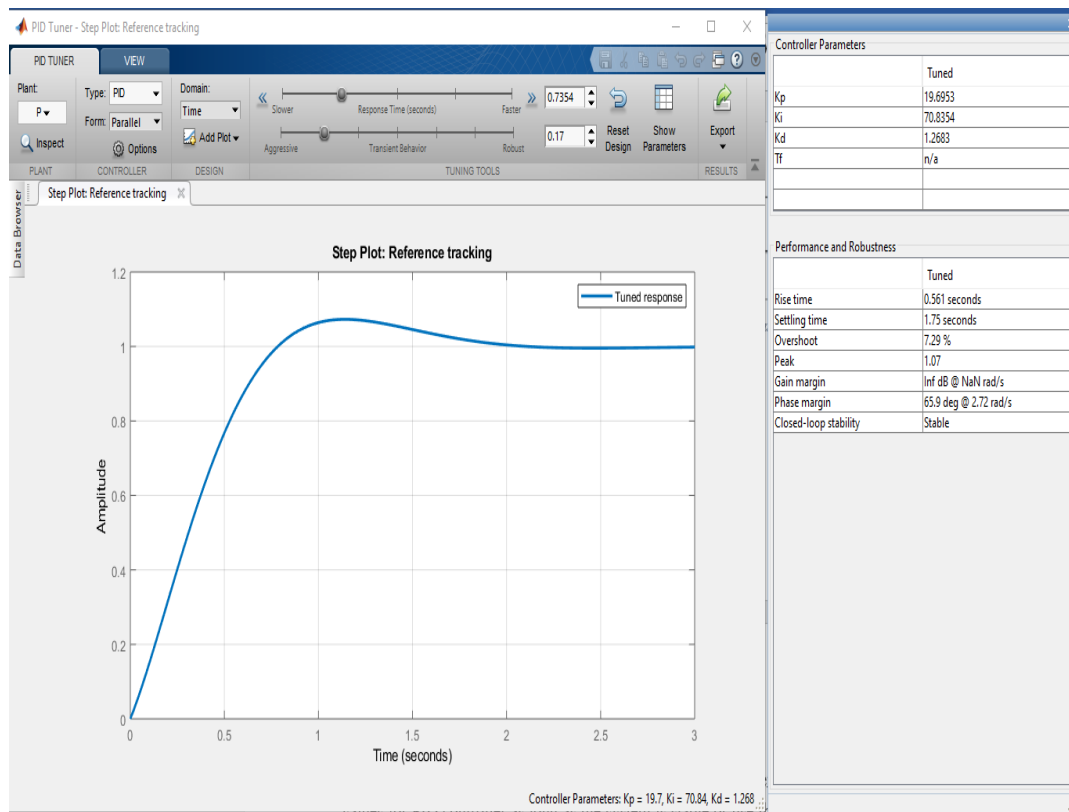 PID Tuner - Step Plot: Reference tracking
PID TUNER
VIEW
Plant:
P
Inspect
PLANT
Type: PID
Form: Parallel
Options
CONTROLLER
Domain:
Time
Add Plot
DESIGN
Slower Response Time (seconds) Faster
0.7354
Aggressive Transient Behavior Robust
0.17
TUNING TOOLS
Reset
Design
Show
Parameters
Export
RESULTS
Data Browser
Step Plot: Reference tracking
Step Plot: Reference tracking
Tuned response
Amplitude
1.2
1
0.8
0.6
0.4
0.2
0
0 0.5 1 1.5 2 2.5 3
Time (seconds)
Controller Parameters: Kp = 19.7, Ki = 70.84, Kd = 1.268
Controller Parameters
Tuned
Kp 19.6953
Ki 70.8354
Kd 1.2683
Tf n/a
Performance and Robustness
Tuned
Rise time 0.561 seconds
Settling time 1.75 seconds
Overshoot 7.29 %
Peak 1.07
Gain margin Inf dB @ NaN rad/s
Phase margin 65.9 deg @ 2.72 rad/s
Closed-loop stability Stable